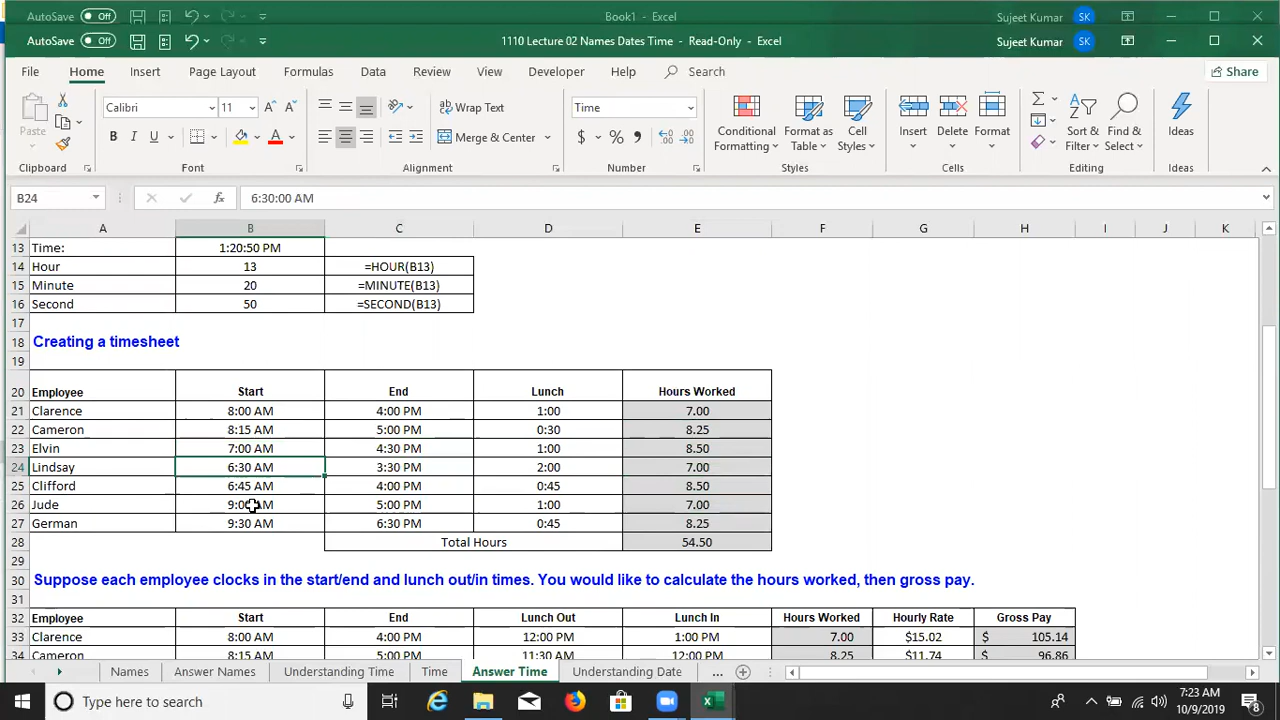 AutoSave Off Book1 - Excel Sujeet Kumar SK
AutoSave Off 1110 Lecture 02 Names Dates Time - Read-Only - Excel Sujeet Kumar SK
File Home Insert Page Layout Formulas Data Review View Developer Help Search Share
Calibri 11 Wrap Text Time
Paste B I U Merge & Center $ % Conditional Formatting Format as Table Cell Styles Insert Delete Format Sort & Filter Find & Select Ideas
Clipboard Font Alignment Number Styles Cells Editing Ideas
B24 fx 6:30:00 AM
A B C D E F G H I J K
13 Time: 1:20:50 PM
14 Hour 13 =HOUR(B13)
15 Minute 20 =MINUTE(B13)
16 Second 50 =SECOND(B13)
17
18 Creating a timesheet
19
20 Employee Start End Lunch Hours Worked
21 Clarence 8:00 AM 4:00 PM 1:00 7.00
22 Cameron 8:15 AM 5:00 PM 0:30 8.25
23 Elvin 7:00 AM 4:30 PM 1:00 8.50
24 Lindsay 6:30 AM 3:30 PM 2:00 7.00
25 Clifford 6:45 AM 4:00 PM 0:45 8.50
26 Jude 9:00 AM 5:00 PM 1:00 7.00
27 German 9:30 AM 6:30 PM 0:45 8.25
28 Total Hours 54.50
29
30 Suppose each employee clocks in the start/end and lunch out/in times. You would like to calculate the hours worked, then gross pay.
31
32 Employee Start End Lunch Out Lunch In Hours Worked Hourly Rate Gross Pay
33 Clarence 8:00 AM 4:00 PM 12:00 PM 1:00 PM 7.00 $15.02 $ 105.14
34 Cameron 8:15 AM 5:00 PM 11:30 AM 12:00 PM 8.25 $11.74 $ 96.86
Names Answer Names Understanding Time Time Answer Time Understanding Date ...
Type here to search 7:23 AM
10/9/2019 8